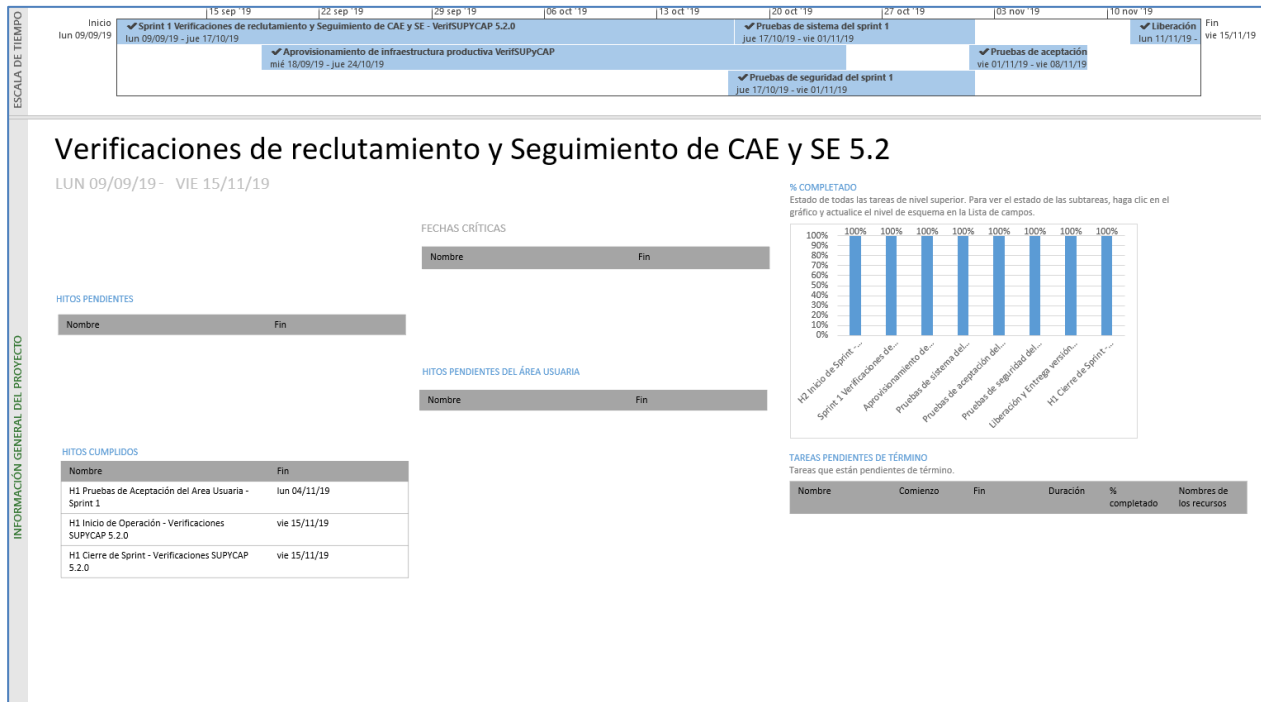 ESCALA DE TIEMPO
15 sep '19 22 sep '19 29 sep '19 06 oct '19 13 oct '19 20 oct '19 27 oct '19 03 nov '19 10 nov '19
Inicio
lun 09/09/19
✔Sprint 1 Verificaciones de reclutamiento y Seguimiento de CAE y SE - VerifSUPYCAP 5.2.0
lun 09/09/19 - jue 17/10/19
✔Pruebas de sistema del sprint 1
jue 17/10/19 - vie 01/11/19
✔Liberación
lun 11/11/19 -
Fin
vie 15/11/19
✔Aprovisionamiento de infraestructura productiva VerifSUPyCAP
mié 18/09/19 - jue 24/10/19
✔Pruebas de aceptación
vie 01/11/19 - vie 08/11/19
✔Pruebas de seguridad del sprint 1
jue 17/10/19 - vie 01/11/19
INFORMACIÓN GENERAL DEL PROYECTO
Verificaciones de reclutamiento y Seguimiento de CAE y SE 5.2
LUN 09/09/19 - VIE 15/11/19
HITOS PENDIENTES
Nombre Fin
HITOS CUMPLIDOS
Nombre Fin
H1 Pruebas de Aceptación del Area Usuaria - lun 04/11/19
Sprint 1
H1 Inicio de Operación - Verificaciones vie 15/11/19
SUPYCAP 5.2.0
H1 Cierre de Sprint - Verificaciones SUPYCAP vie 15/11/19
5.2.0
FECHAS CRÍTICAS
Nombre Fin
HITOS PENDIENTES DEL ÁREA USUARIA
Nombre Fin
% COMPLETADO
Estado de todas las tareas de nivel superior. Para ver el estado de las subtareas, haga clic en el
gráfico y actualice el nivel de esquema en la Lista de campos.
100% 100% 100% 100% 100% 100% 100% 100%
100%
90%
80%
70%
60%
50%
40%
30%
20%
10%
0%
H2 Inicio de Sprint -...
Sprint 1 Verificaciones de...
Aprovisionamiento de...
Pruebas de sistema del...
Pruebas de aceptación del...
Pruebas de seguridad del...
Liberación y Entrega versión...
H1 Cierre de Sprint -...
TAREAS PENDIENTES DE TÉRMINO
Tareas que están pendientes de término.
Nombre Comienzo Fin Duración % Nombres de
completado los recursos